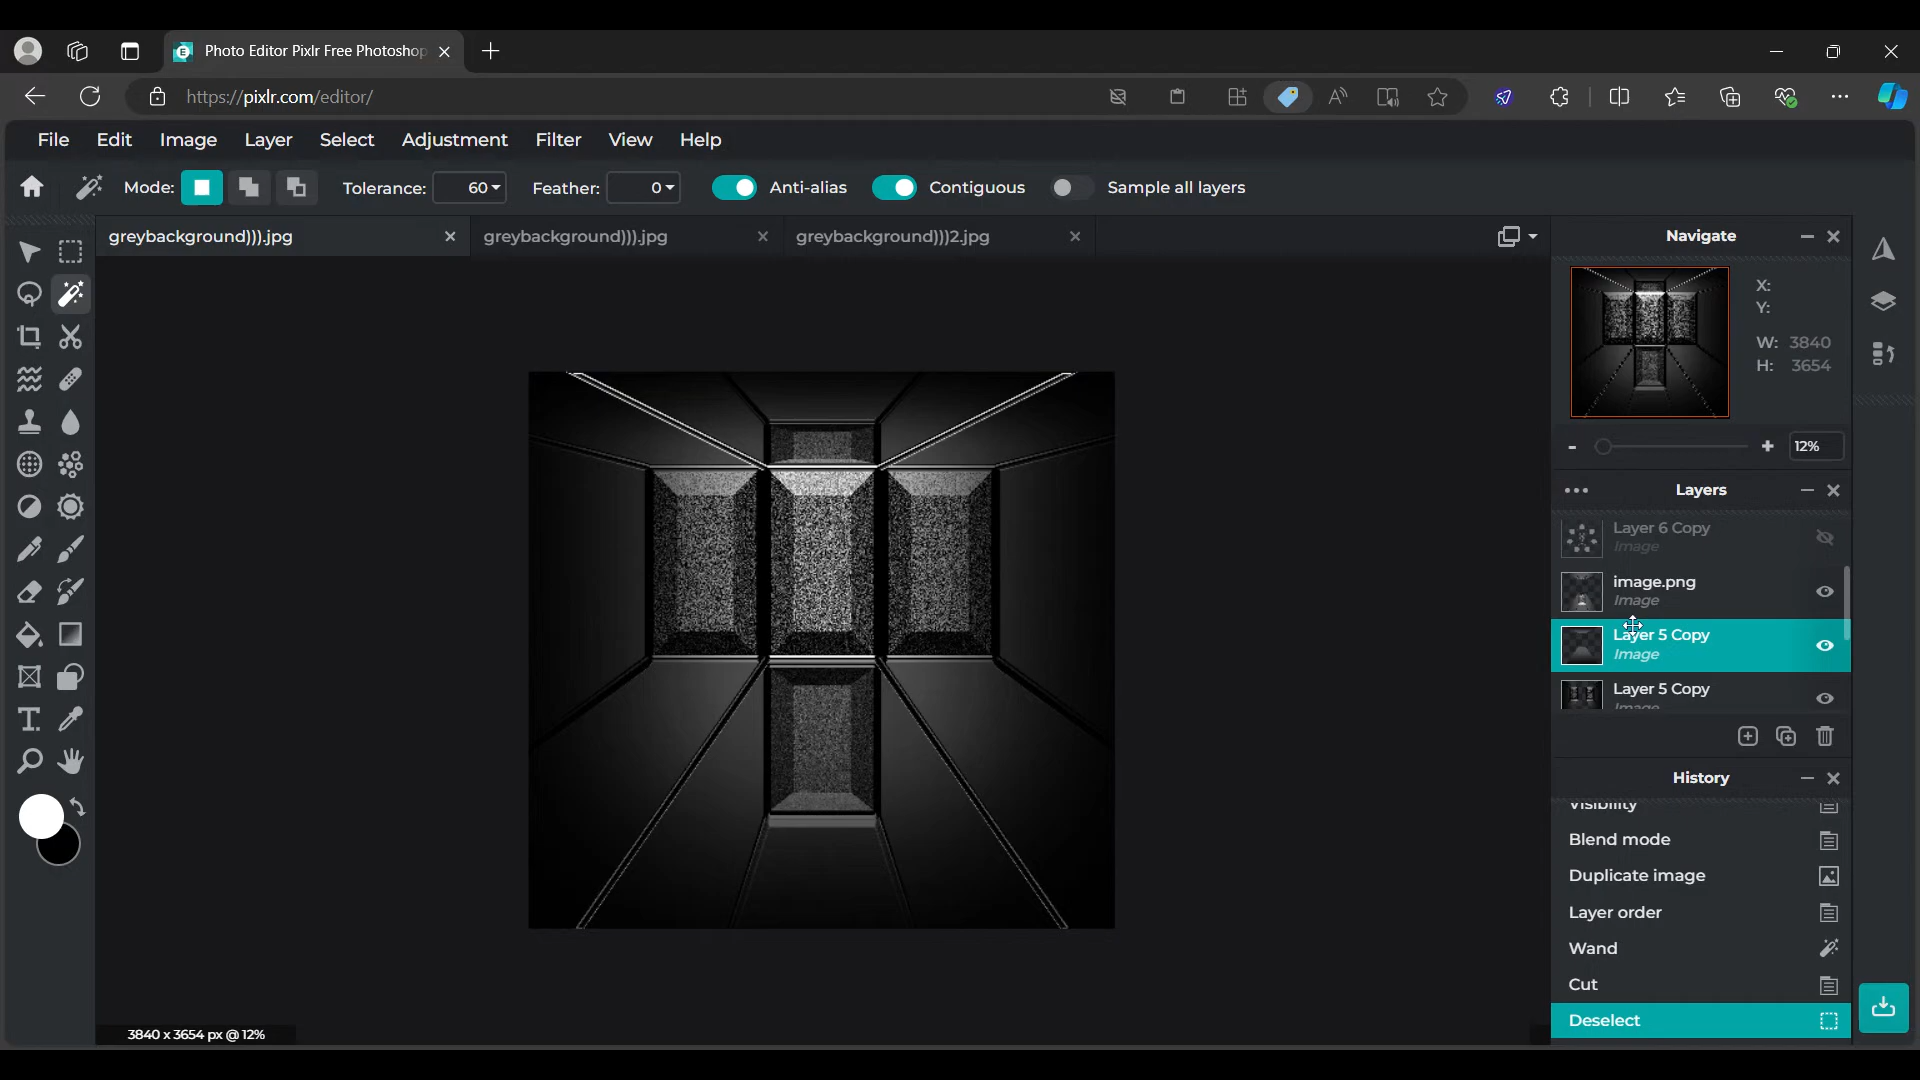 Photo Editor Pixlr Free Photoshop
https://pixlr.com/editor/
File Edit Image Layer Select Adjustment Filter View Help
Mode: Tolerance: 60 Feather: 0 Anti-alias Contiguous Sample all layers
greybackground))).jpg greybackground))).jpg greybackground)))2.jpg
Navigate
X:
Y:
W: 3840
H: 3654
12%
Layers
Layer 6 Copy
Image
image.png
Image
Layer 5 Copy
Image
Layer 5 Copy
Image
History
Visibility
Blend mode
Duplicate image
Layer order
Wand
Cut
Deselect
3840 x 3654 px @ 12%